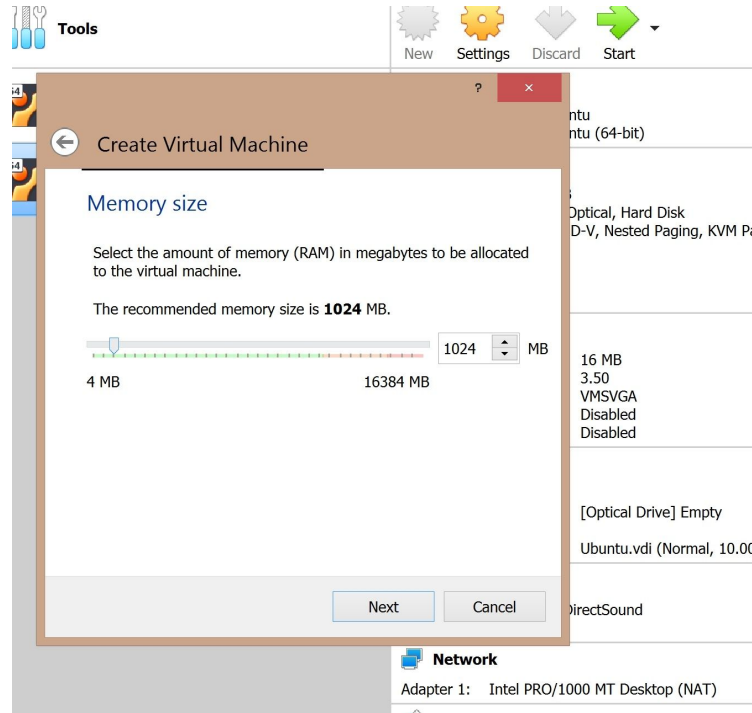 Tools
New Settings Discard Start
64
64
? ×
Create Virtual Machine
Memory size
Select the amount of memory (RAM) in megabytes to be allocated
to the virtual machine.
The recommended memory size is 1024 MB.
1024 MB
4 MB 16384 MB
Next Cancel
ntu
ntu (64-bit)
Optical, Hard Disk
D-V, Nested Paging, KVM Pa
16 MB
3.50
VMSVGA
Disabled
Disabled
[Optical Drive] Empty
Ubuntu.vdi (Normal, 10.00
DirectSound
Network
Adapter 1: Intel PRO/1000 MT Desktop (NAT)